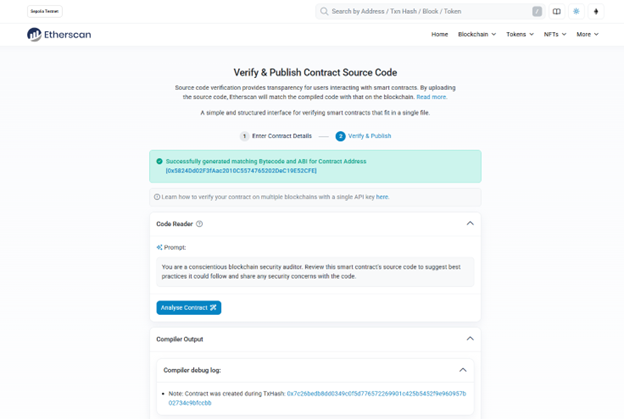 Sepolia Testnet
Search by Address / Txn Hash / Block / Token
/
Etherscan
Home Blockchain Tokens NFTs More
Verify & Publish Contract Source Code
Source code verification provides transparency for users interacting with smart contracts. By uploading
the source code, Etherscan will match the compiled code with that on the blockchain. Read more.
A simple and structured interface for verifying smart contracts that fit in a single file.
1 Enter Contract Details 2 Verify & Publish
Successfully generated matching Bytecode and ABI for Contract Address
[0x5824Dd02F3fAac2010C5574765202DaC19E52CFE]
Learn how to verify your contract on multiple blockchains with a single API key here.
Code Reader
Prompt:
You are a conscientious blockchain security auditor. Review this smart contract's source code to suggest best
practices it could follow and share any security concerns with the code.
Analyse Contract
Compiler Output
Compiler debug log:
Note: Contract was created during TxHash 0x7c26bedb8dd0349c0f5d776572269901c425b5452f9e960957b
02734c9bfccbb